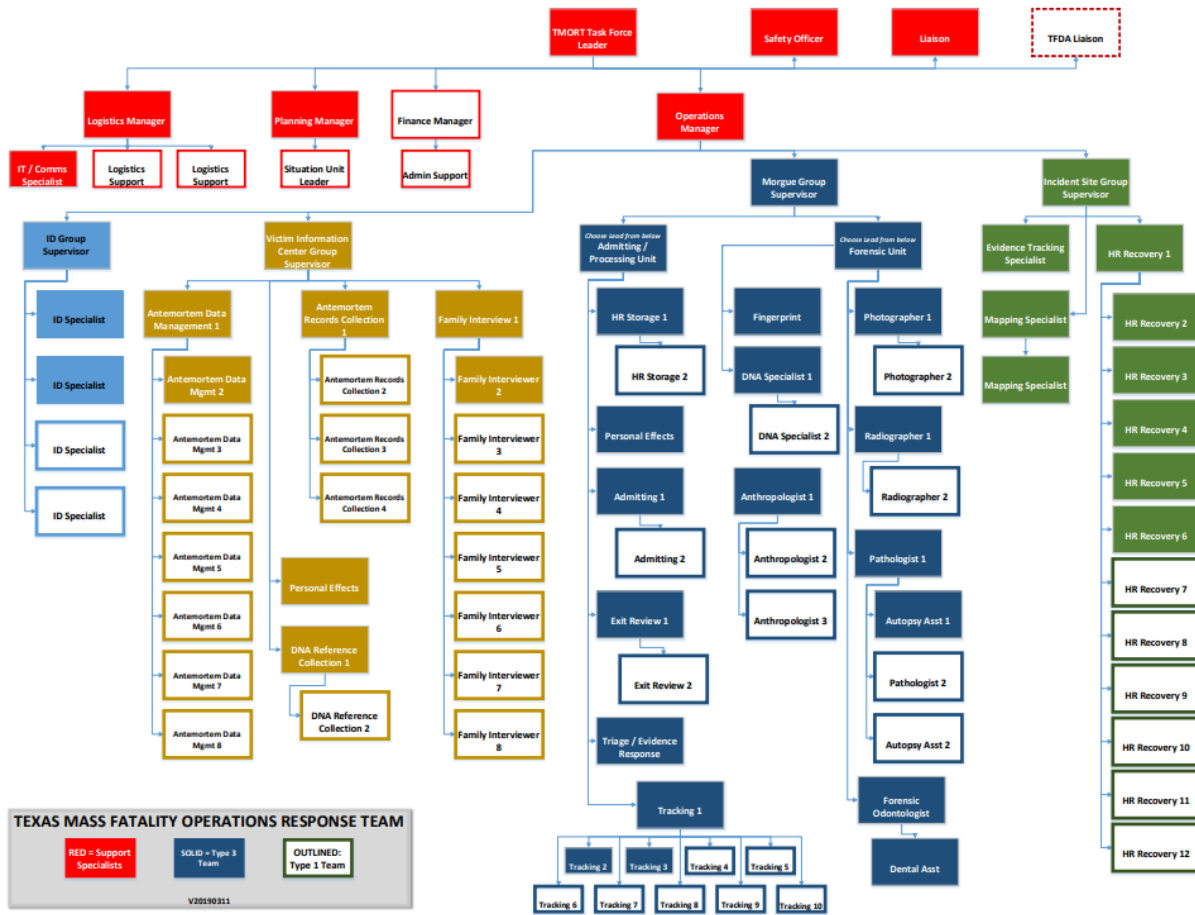 TMORT Task Force
Leader
Safety Officer
Liaison
TFDA Liaison
Logistics Manager
Planning Manager
Finance Manager
Operations
Manager
IT / Comms
Specialist
Logistics
Support
Logistics
Support
Situation Unit
Leader
Admin Support
Morgue Group
Supervisor
Incident Site Group
Supervisor
ID Group
Supervisor
Victim Information
Center Group
Supervisor
Choose Lead from below
Admitting /
Processing Unit
Choose Lead from below
Forensic Unit
Evidence Tracking
Specialist
HR Recovery 1
ID Specialist
ID Specialist
ID Specialist
ID Specialist
Antemortem Data
Management 1
Antemortem
Records Collection
1
Family Interview 1
Antemortem Data
Mgmt 2
Antemortem Data
Mgmt 3
Antemortem Data
Mgmt 4
Antemortem Data
Mgmt 5
Antemortem Data
Mgmt 6
Antemortem Data
Mgmt 7
Antemortem Data
Mgmt 8
Antemortem Records
Collection 2
Antemortem Records
Collection 3
Antemortem Records
Collection 4
Personal Effects
DNA Reference
Collection 1
DNA Reference
Collection 2
Family Interviewer
2
Family Interviewer
3
Family Interviewer
4
Family Interviewer
5
Family Interviewer
6
Family Interviewer
7
Family Interviewer
8
HR Storage 1
HR Storage 2
Personal Effects
Admitting 1
Admitting 2
Exit Review 1
Exit Review 2
Triage / Evidence
Response
Tracking 1
Tracking 2
Tracking 3
Tracking 4
Tracking 5
Tracking 6
Tracking 7
Tracking 8
Tracking 9
Tracking 10
Fingerprint
DNA Specialist 1
DNA Specialist 2
Anthropologist 1
Anthropologist 2
Anthropologist 3
Photographer 1
Photographer 2
Radiographer 1
Radiographer 2
Pathologist 1
Autopsy Asst 1
Pathologist 2
Autopsy Asst 2
Forensic
Odontologist
Dental Asst
Mapping Specialist
Mapping Specialist
HR Recovery 2
HR Recovery 3
HR Recovery 4
HR Recovery 5
HR Recovery 6
HR Recovery 7
HR Recovery 8
HR Recovery 9
HR Recovery 10
HR Recovery 11
HR Recovery 12
TEXAS MASS FATALITY OPERATIONS RESPONSE TEAM
RED = Support
Specialists
SOLID = Type 3
Team
OUTLINED:
Type 1 Team
V20190311